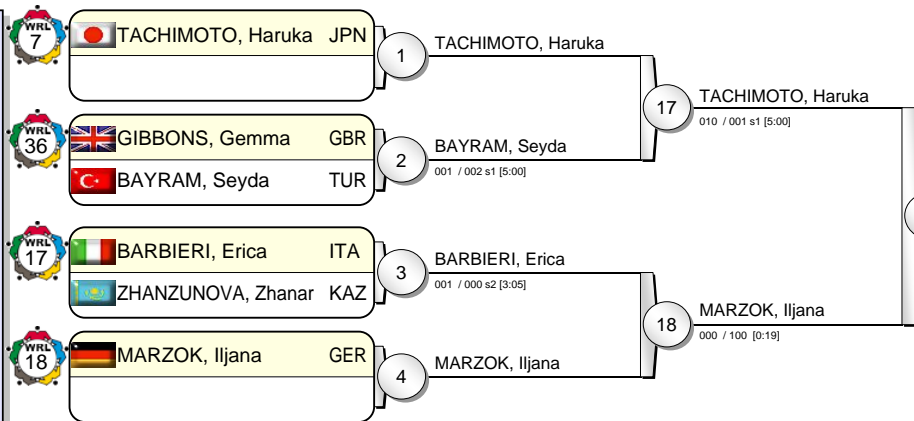 WRL
7
TACHIMOTO, Haruka JPN
1
TACHIMOTO, Haruka
17
TACHIMOTO, Haruka
010 / 001 s1 [5:00]
WRL
36
GIBBONS, Gemma GBR
BAYRAM, Seyda TUR
2
BAYRAM, Seyda
001 / 002 s1 [5:00]
WRL
17
BARBIERI, Erica ITA
ZHANZUNOVA, Zhanar KAZ
3
BARBIERI, Erica
001 / 000 s2 [3:05]
18
MARZOK, Iljana
000 / 100 [0:19]
WRL
18
MARZOK, Iljana GER
4
MARZOK, Iljana